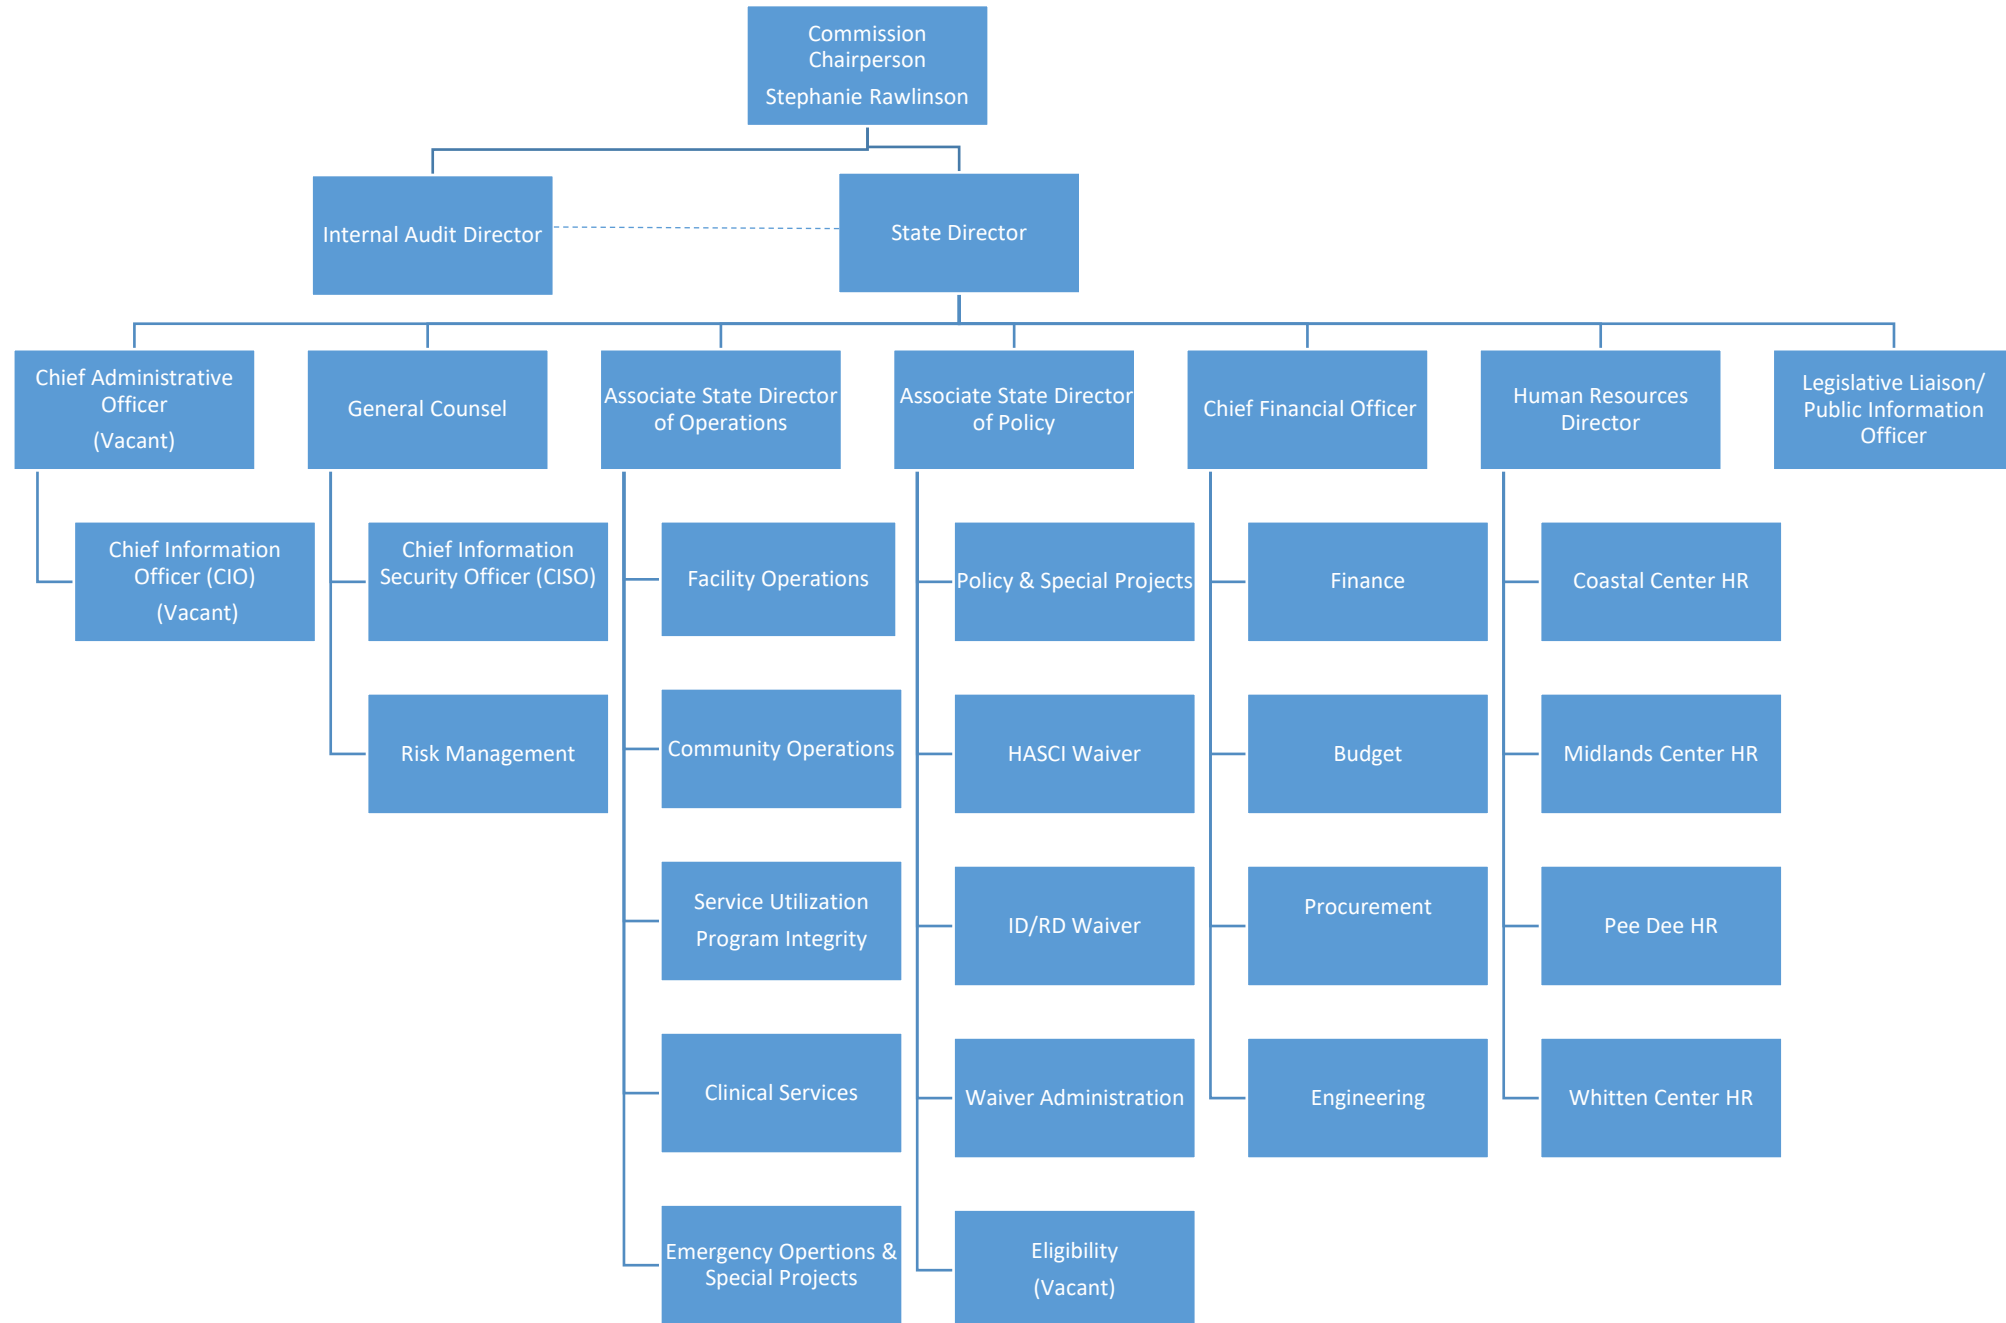 Commission
Chairperson
Stephanie Rawlinson
Internal Audit Director
State Director
Chief Administrative
Officer
(Vacant)
General Counsel
Associate State Director
of Operations
Associate State Director
of Policy
Chief Financial Officer
Human Resources
Director
Legislative Liaison/
Public Information
Officer
Chief Information
Officer (CIO)
(Vacant)
Chief Information
Security Officer (CISO)
Risk Management
Facility Operations
Community Operations
Service Utilization
Program Integrity
Clinical Services
Emergency Opertions &
Special Projects
Policy & Special Projects
HASCI Waiver
ID/RD Waiver
Waiver Administration
Eligibility
(Vacant)
Finance
Budget
Procurement
Engineering
Coastal Center HR
Midlands Center HR
Pee Dee HR
Whitten Center HR